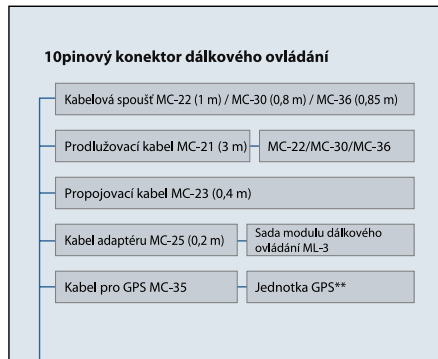 10pinový konektor dálkového ovládání
Kabelová spoušť MC-22 (1 m) / MC-30 (0,8 m) / MC-36 (0,85 m)
Prodlužovací kabel MC-21 (3 m)
MC-22/MC-30/MC-36
Propojovací kabel MC-23 (0,4 m)
Kabel adaptéru MC-25 (0,2 m)
Sada modulu dálkového
ovládání ML-3
Kabel pro GPS MC-35
Jednotka GPS**